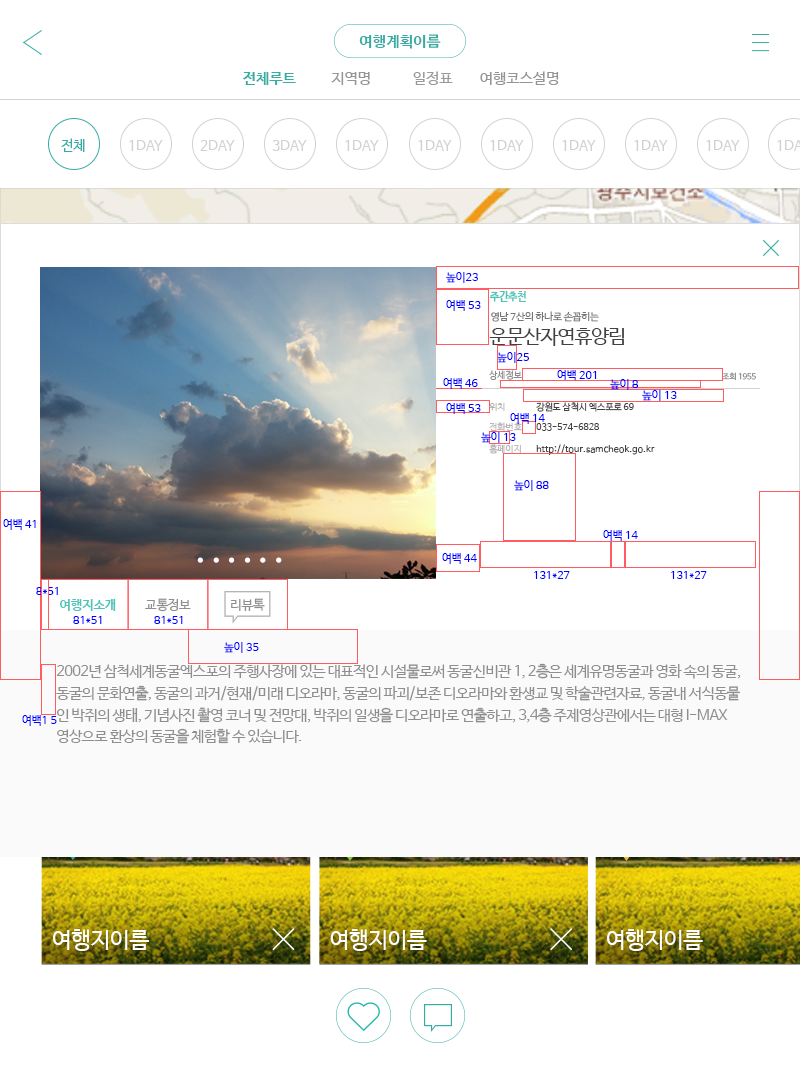 여행계획이름
전체루트 지역명 일정표 여행코스설명
전체 1DAY 2DAY 3DAY 1DAY 1DAY 1DAY 1DAY 1DAY 1DAY 1DA
광주시보건소
높이23
주간추천
여백 53
영남 7산의 하나로 손꼽히는
운문산자연휴양림
높이25
상세정보 여백 201 조회 1955
여백 46 높이 8
높이 13
여백 53 위치 강원도 삼척시 엑스포로 69
여백 14
전화번호 033-574-6828
높이 13
홈페이지 http://tour.samcheok.go.kr
높이 88
여백 41
여백 14
여백 44
131*27 131*27
8*51
여행지소개 교통정보 리뷰톡
81*51 81*51
높이 35
2002년 삼척세계동굴엑스포의 주행사장에 있는 대표적인 시설물로써 동굴신비관 1, 2층은 세계유명동굴과 영화 속의 동굴,
동굴의 문화연출, 동굴의 과거/현재/미래 디오라마, 동굴의 파괴/보존 디오라마와 환생교 및 학술관련자료, 동굴내 서식동물
인 박쥐의 생태, 기념사진 촬영 코너 및 전망대, 박쥐의 일생을 디오라마로 연출하고, 3,4층 주제영상관에서는 대형 I-MAX
여백1 5
영상으로 환상의 동굴을 체험할 수 있습니다.
여행지이름 여행지이름 여행지이름